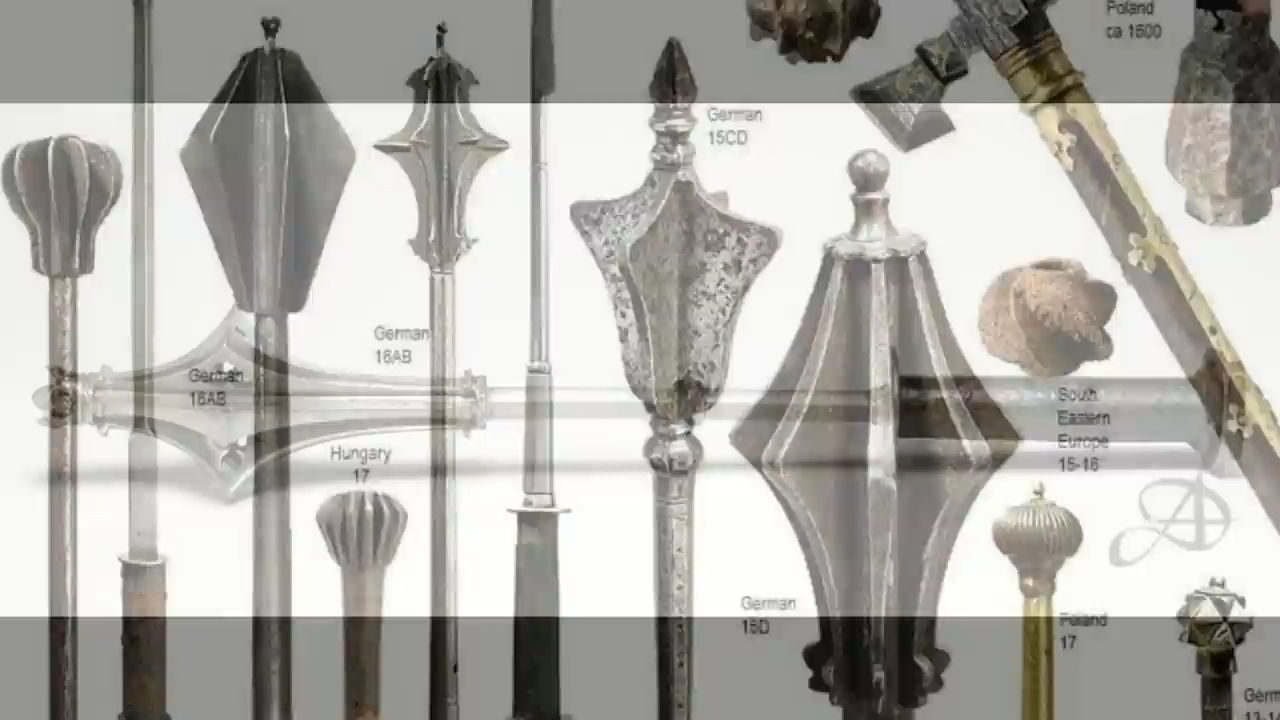 Poland
ca 1600
German
15CD
German
16AB
German
16AB
South
Eastern
Europe
15-16
Hungary
17
German
15D
Poland
17